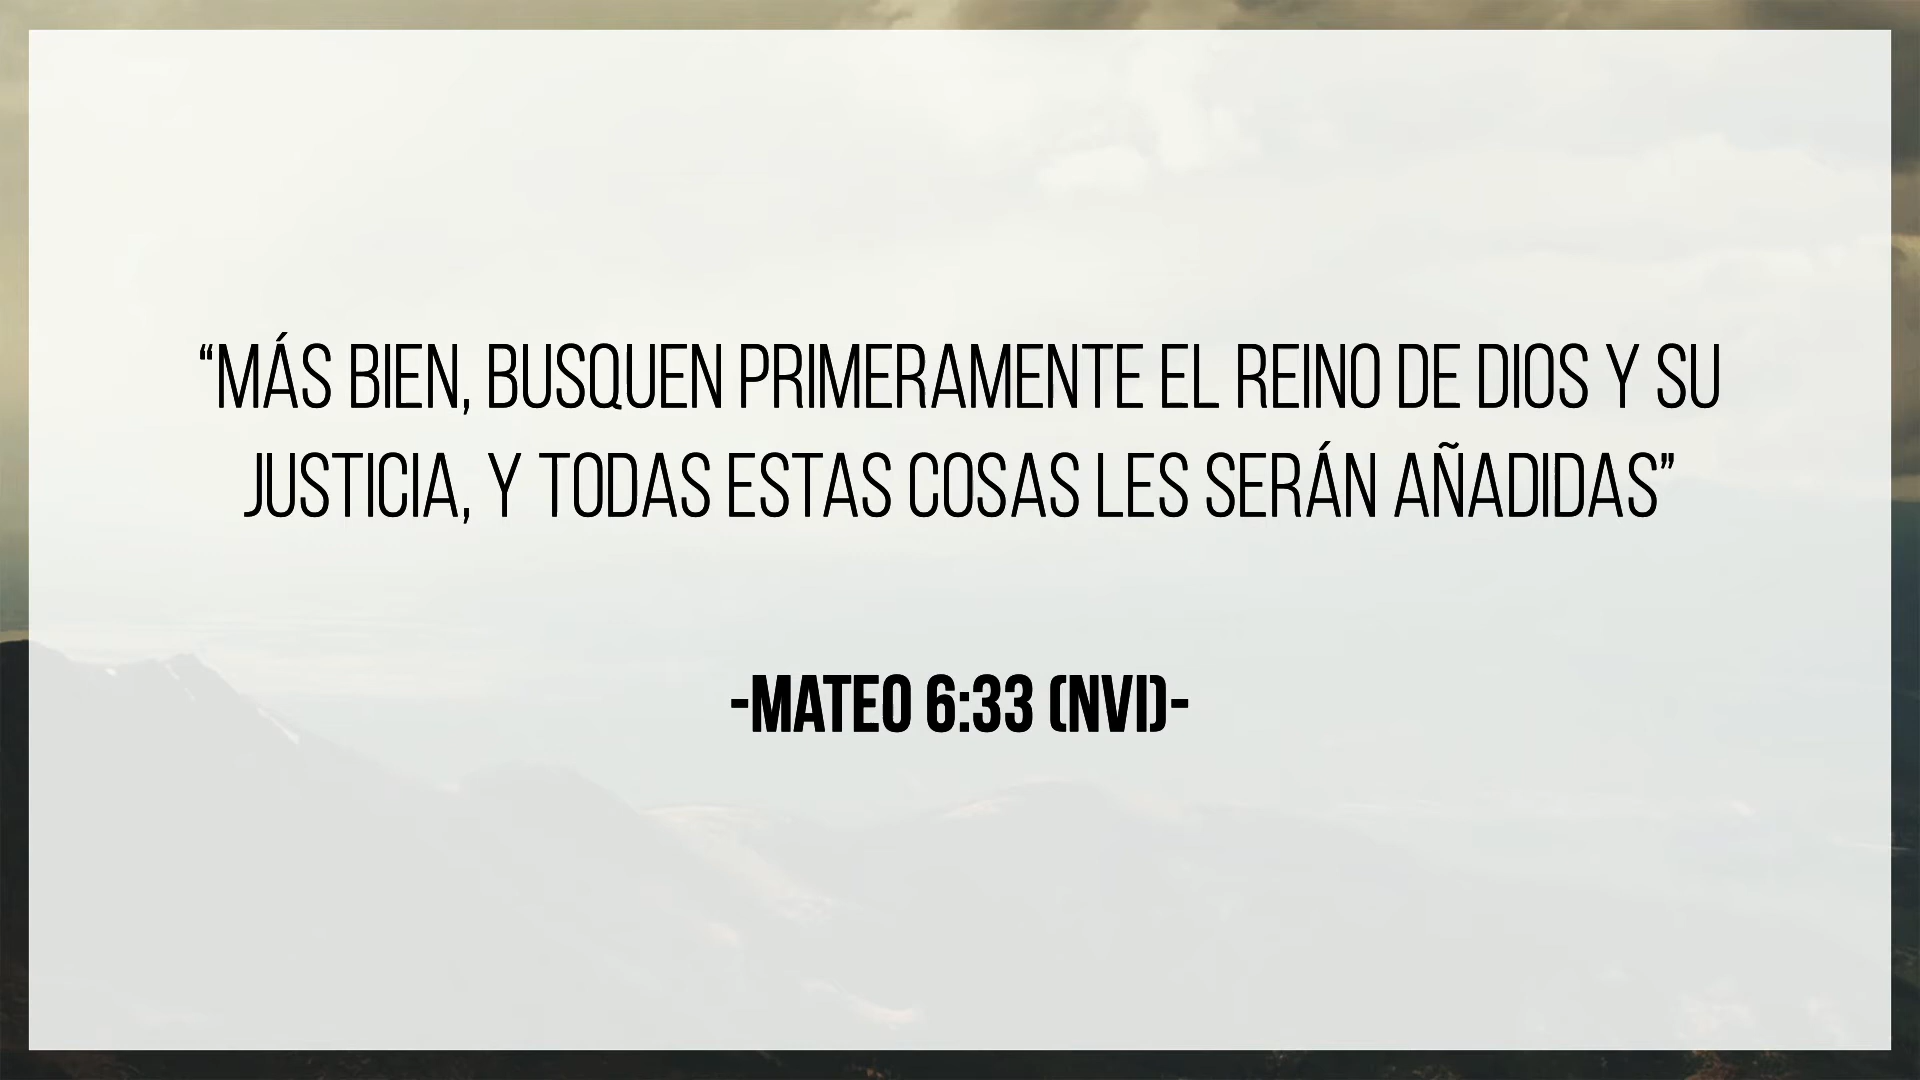 “MÁS BIEN, BUSQUEN PRIMERAMENTE EL REINO DE DIOS Y SU
JUSTICIA, Y TODAS ESTAS COSAS LES SERÁN AÑADIDAS”
-MATEO 6:33 (NVI)-